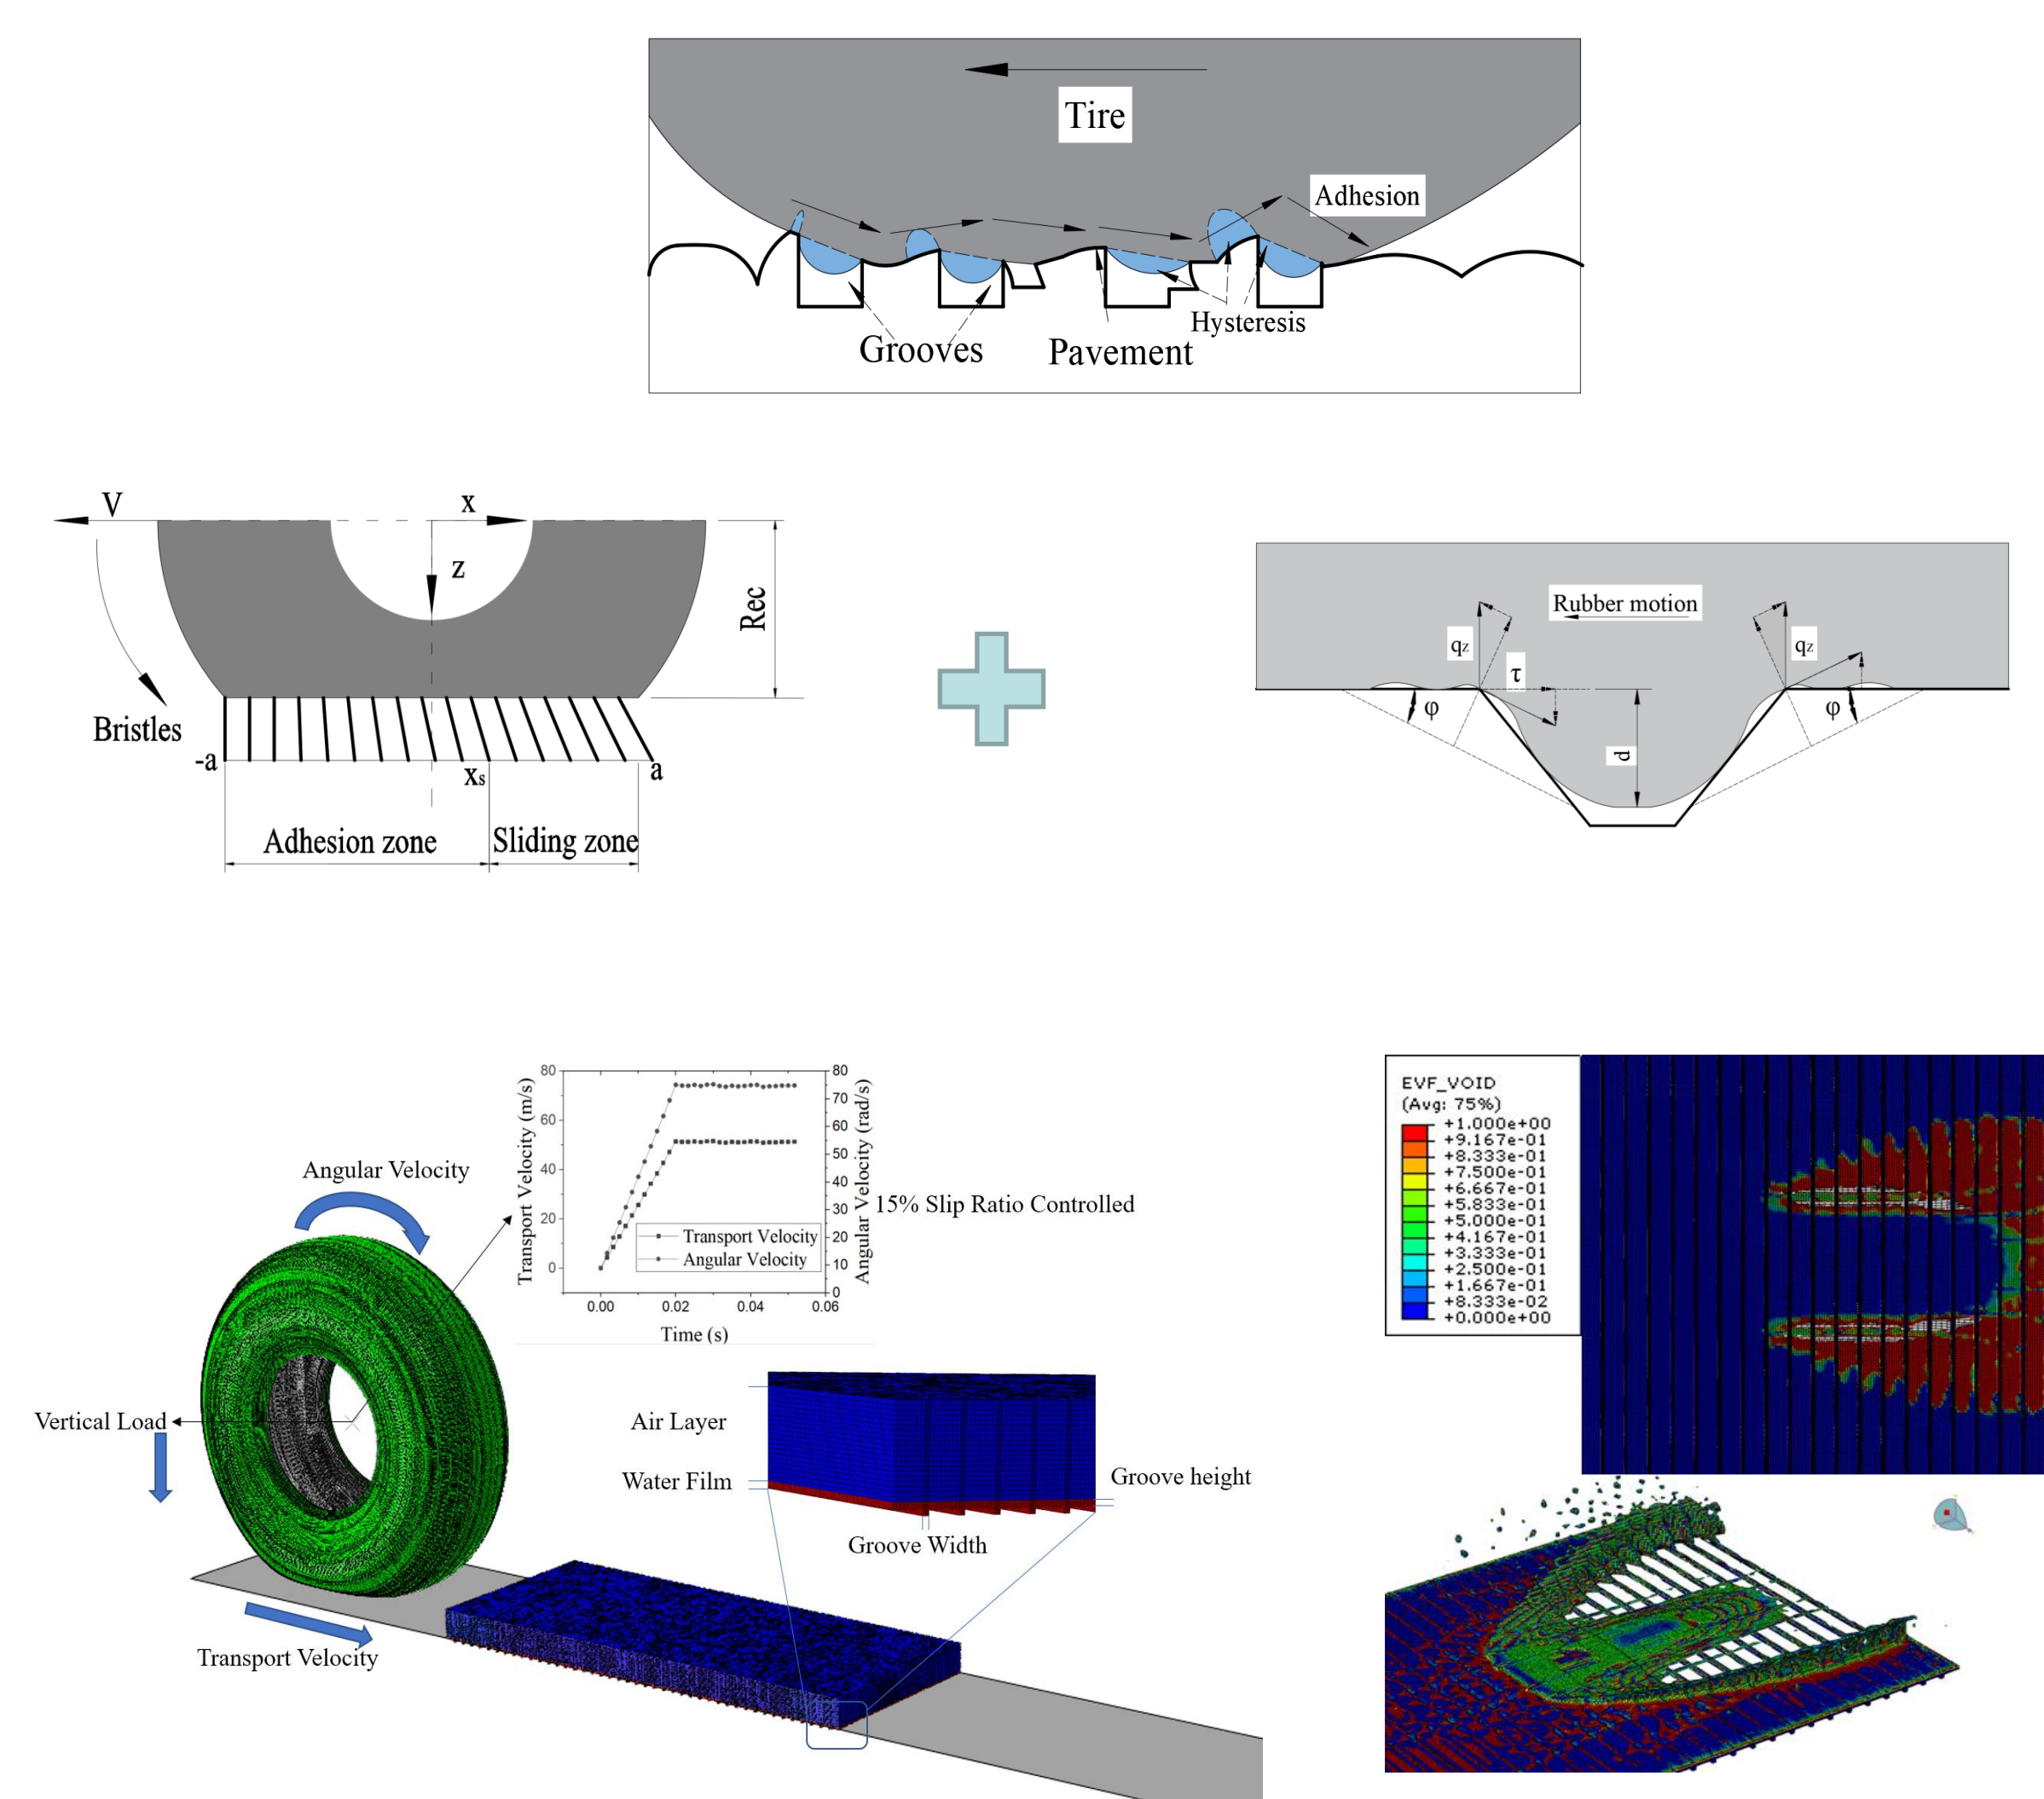 Tire
Adhesion
Hysteresis
Grooves
Pavement
V
x
z
Rec
Bristles
-a
xs
a
Adhesion zone
Sliding zone
Rubber motion
qz
qz
τ
φ
φ
d
80
60
40
20
0
Transport Velocity (m/s)
80
70
60
50
40
30
20
10
0
Angular Velocity (rad/s)
Transport Velocity
Angular Velocity
0.00
0.02
0.04
0.06
Time (s)
15% Slip Ratio Controlled
Angular Velocity
Vertical Load
Transport Velocity
Air Layer
Water Film
Groove height
Groove Width
EVF_VOID
(Avg: 75%)
+1.000e+00
+9.167e-01
+8.333e-01
+7.500e-01
+6.667e-01
+5.833e-01
+5.000e-01
+4.167e-01
+3.333e-01
+2.500e-01
+1.667e-01
+8.333e-02
+0.000e+00